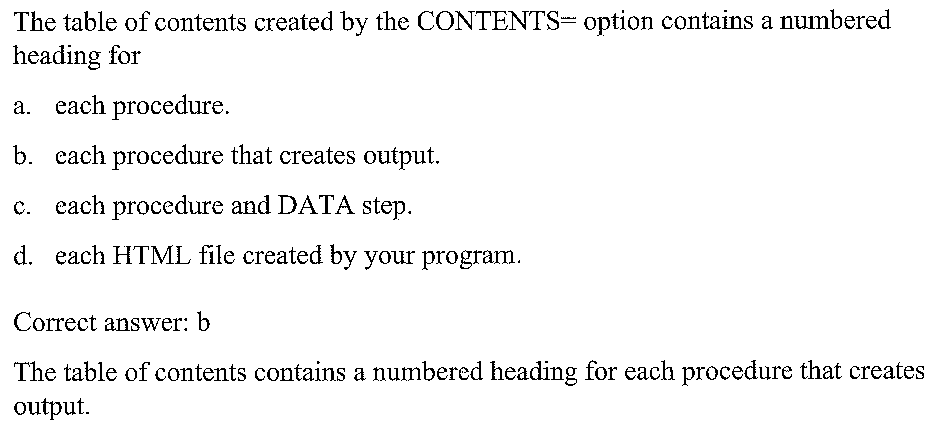 The table of contents created by the CONTENTS= option contains a numbered
heading for
a. each procedure.
b. each procedure that creates output.
c. each procedure and DATA step.
d. each HTML file created by your program.
Correct answer: b
The table of contents contains a numbered heading for each procedure that creates
output.